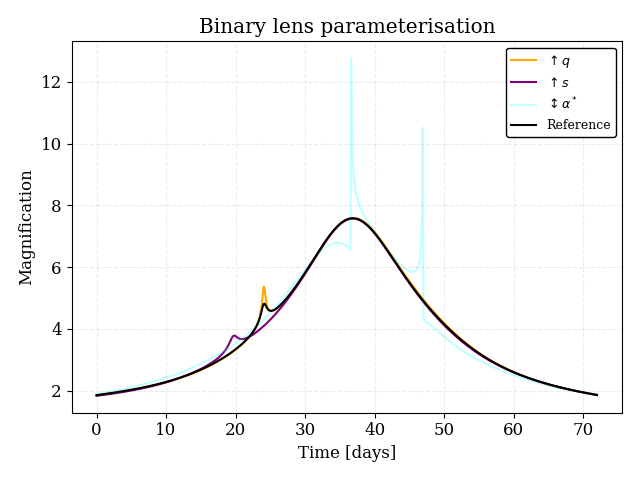 Binary lens parameterisation
↑ q
↑ s
↕ α*
Reference
Magnification
12
10
8
6
4
2
0 10 20 30 40 50 60 70
Time [days]